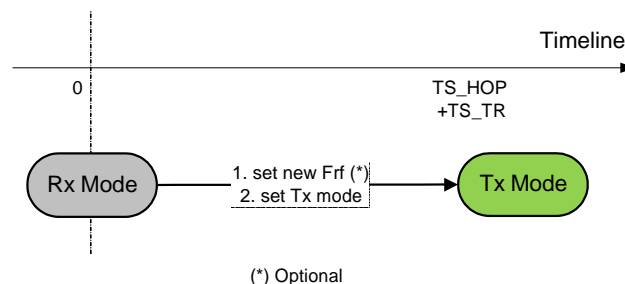 Timeline
0
TS_HOP
+TS_TR
Rx Mode
1. set new Frf (*)
2. set Tx mode
Tx Mode
(*) Optional